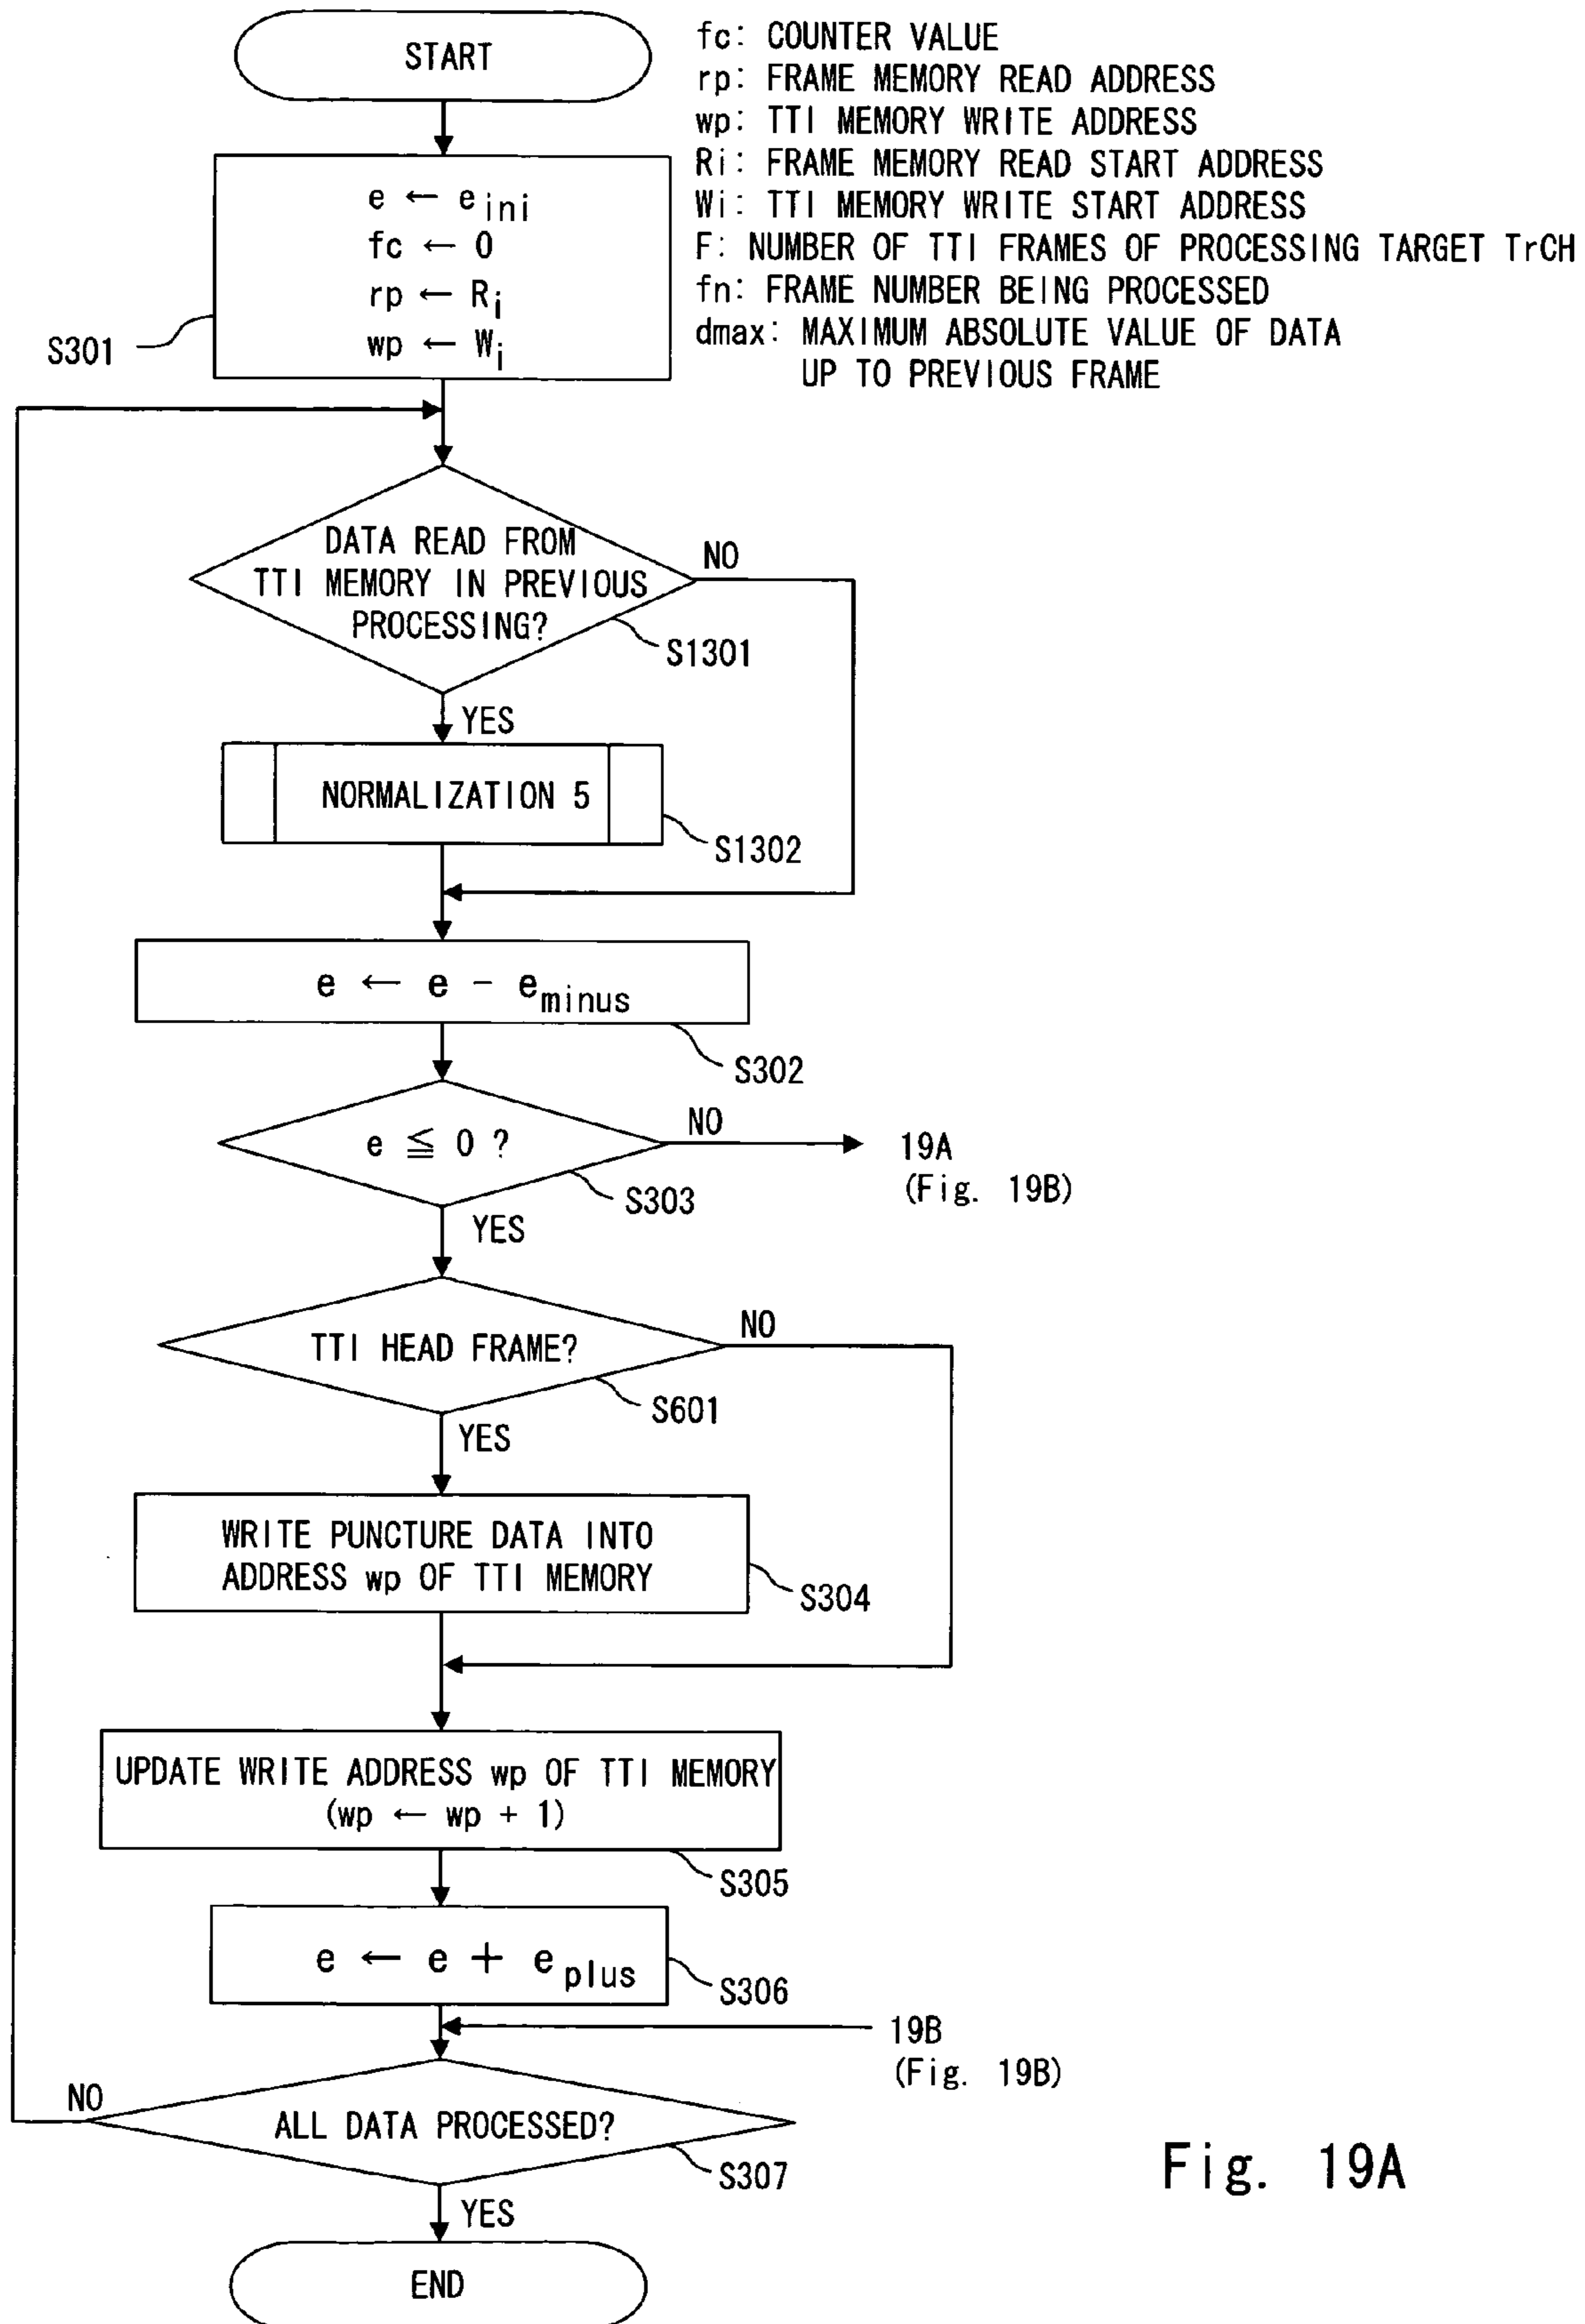 START
fc: COUNTER VALUE
rp: FRAME MEMORY READ ADDRESS
wp: TTI MEMORY WRITE ADDRESS
Ri: FRAME MEMORY READ START ADDRESS
Wi: TTI MEMORY WRITE START ADDRESS
F: NUMBER OF TTI FRAMES OF PROCESSING TARGET TrCH
fn: FRAME NUMBER BEING PROCESSED
dmax: MAXIMUM ABSOLUTE VALUE OF DATA
UP TO PREVIOUS FRAME
e ← eini
fc ← 0
rp ← Ri
wp ← Wi
S301
DATA READ FROM
TTI MEMORY IN PREVIOUS
PROCESSING?
NO
S1301
YES
NORMALIZATION 5
S1302
e ← e - eminus
S302
e ≦ 0 ?
NO
19A
(Fig. 19B)
S303
YES
TTI HEAD FRAME?
NO
S601
YES
WRITE PUNCTURE DATA INTO
ADDRESS wp OF TTI MEMORY
S304
UPDATE WRITE ADDRESS wp OF TTI MEMORY
(wp ← wp + 1)
S305
e ← e + eplus
S306
19B
(Fig. 19B)
NO
ALL DATA PROCESSED?
S307
YES
END
Fig. 19A